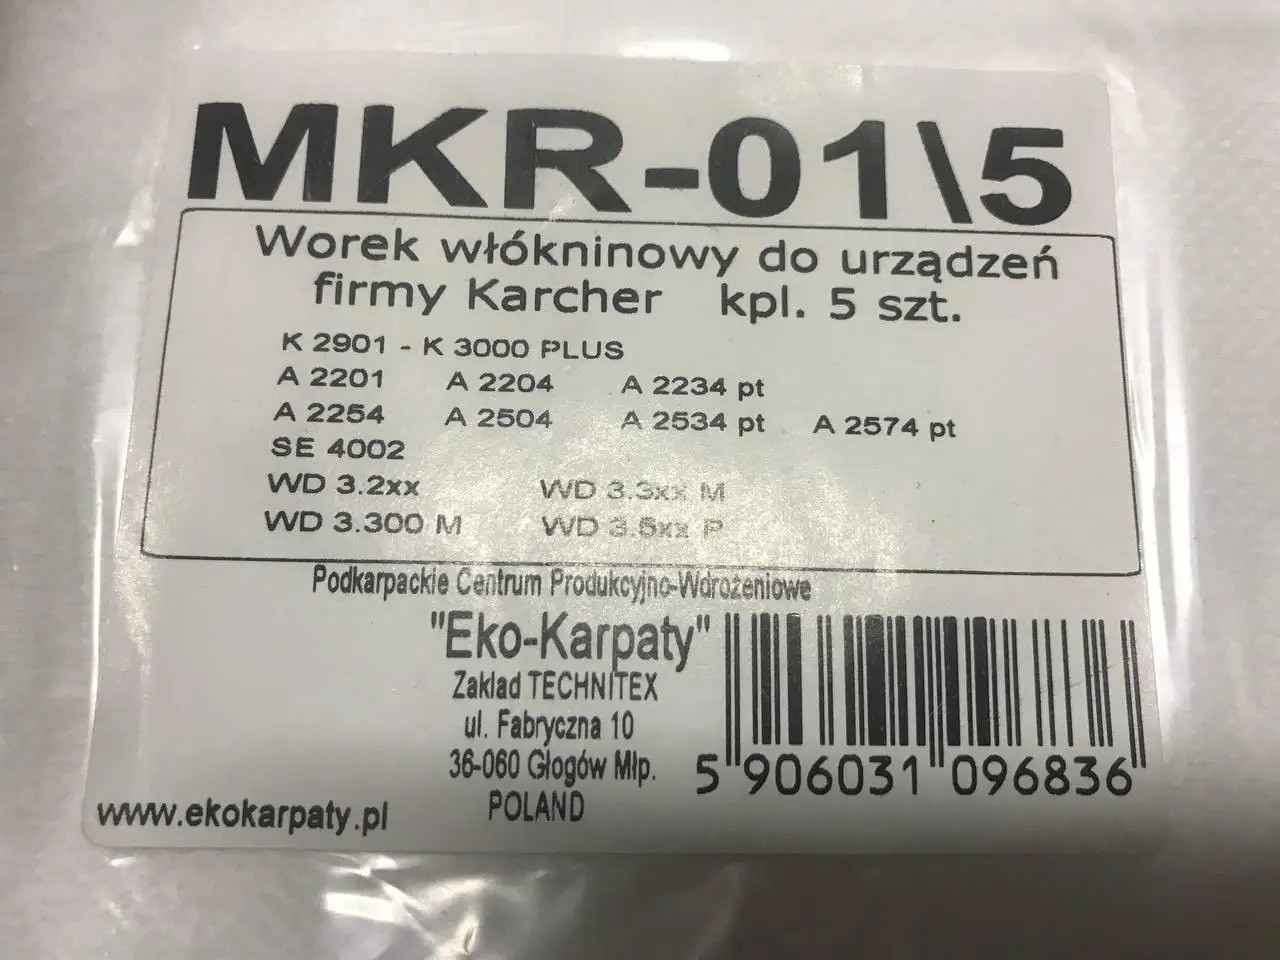 MKR-01\5
Worek włókninowy do urządzeń
firmy Karcher kpl. 5 szt.
K 2901 - K 3000 PLUS
A 2201 A 2204 A 2234 pt
A 2254 A 2504 A 2534 pt A 2574 pt
SE 4002
WD 3.2xx WD 3.3xx M
WD 3.300 M WD 3.5xx P
Podkarpackie Centrum Produkcyjno-Wdrożeniowe
"Eko-Karpaty"
Zakład TECHNITEX
ul. Fabryczna 10
36-060 Głogów Młp.
POLAND
www.ekokarpaty.pl
5 906031 096836